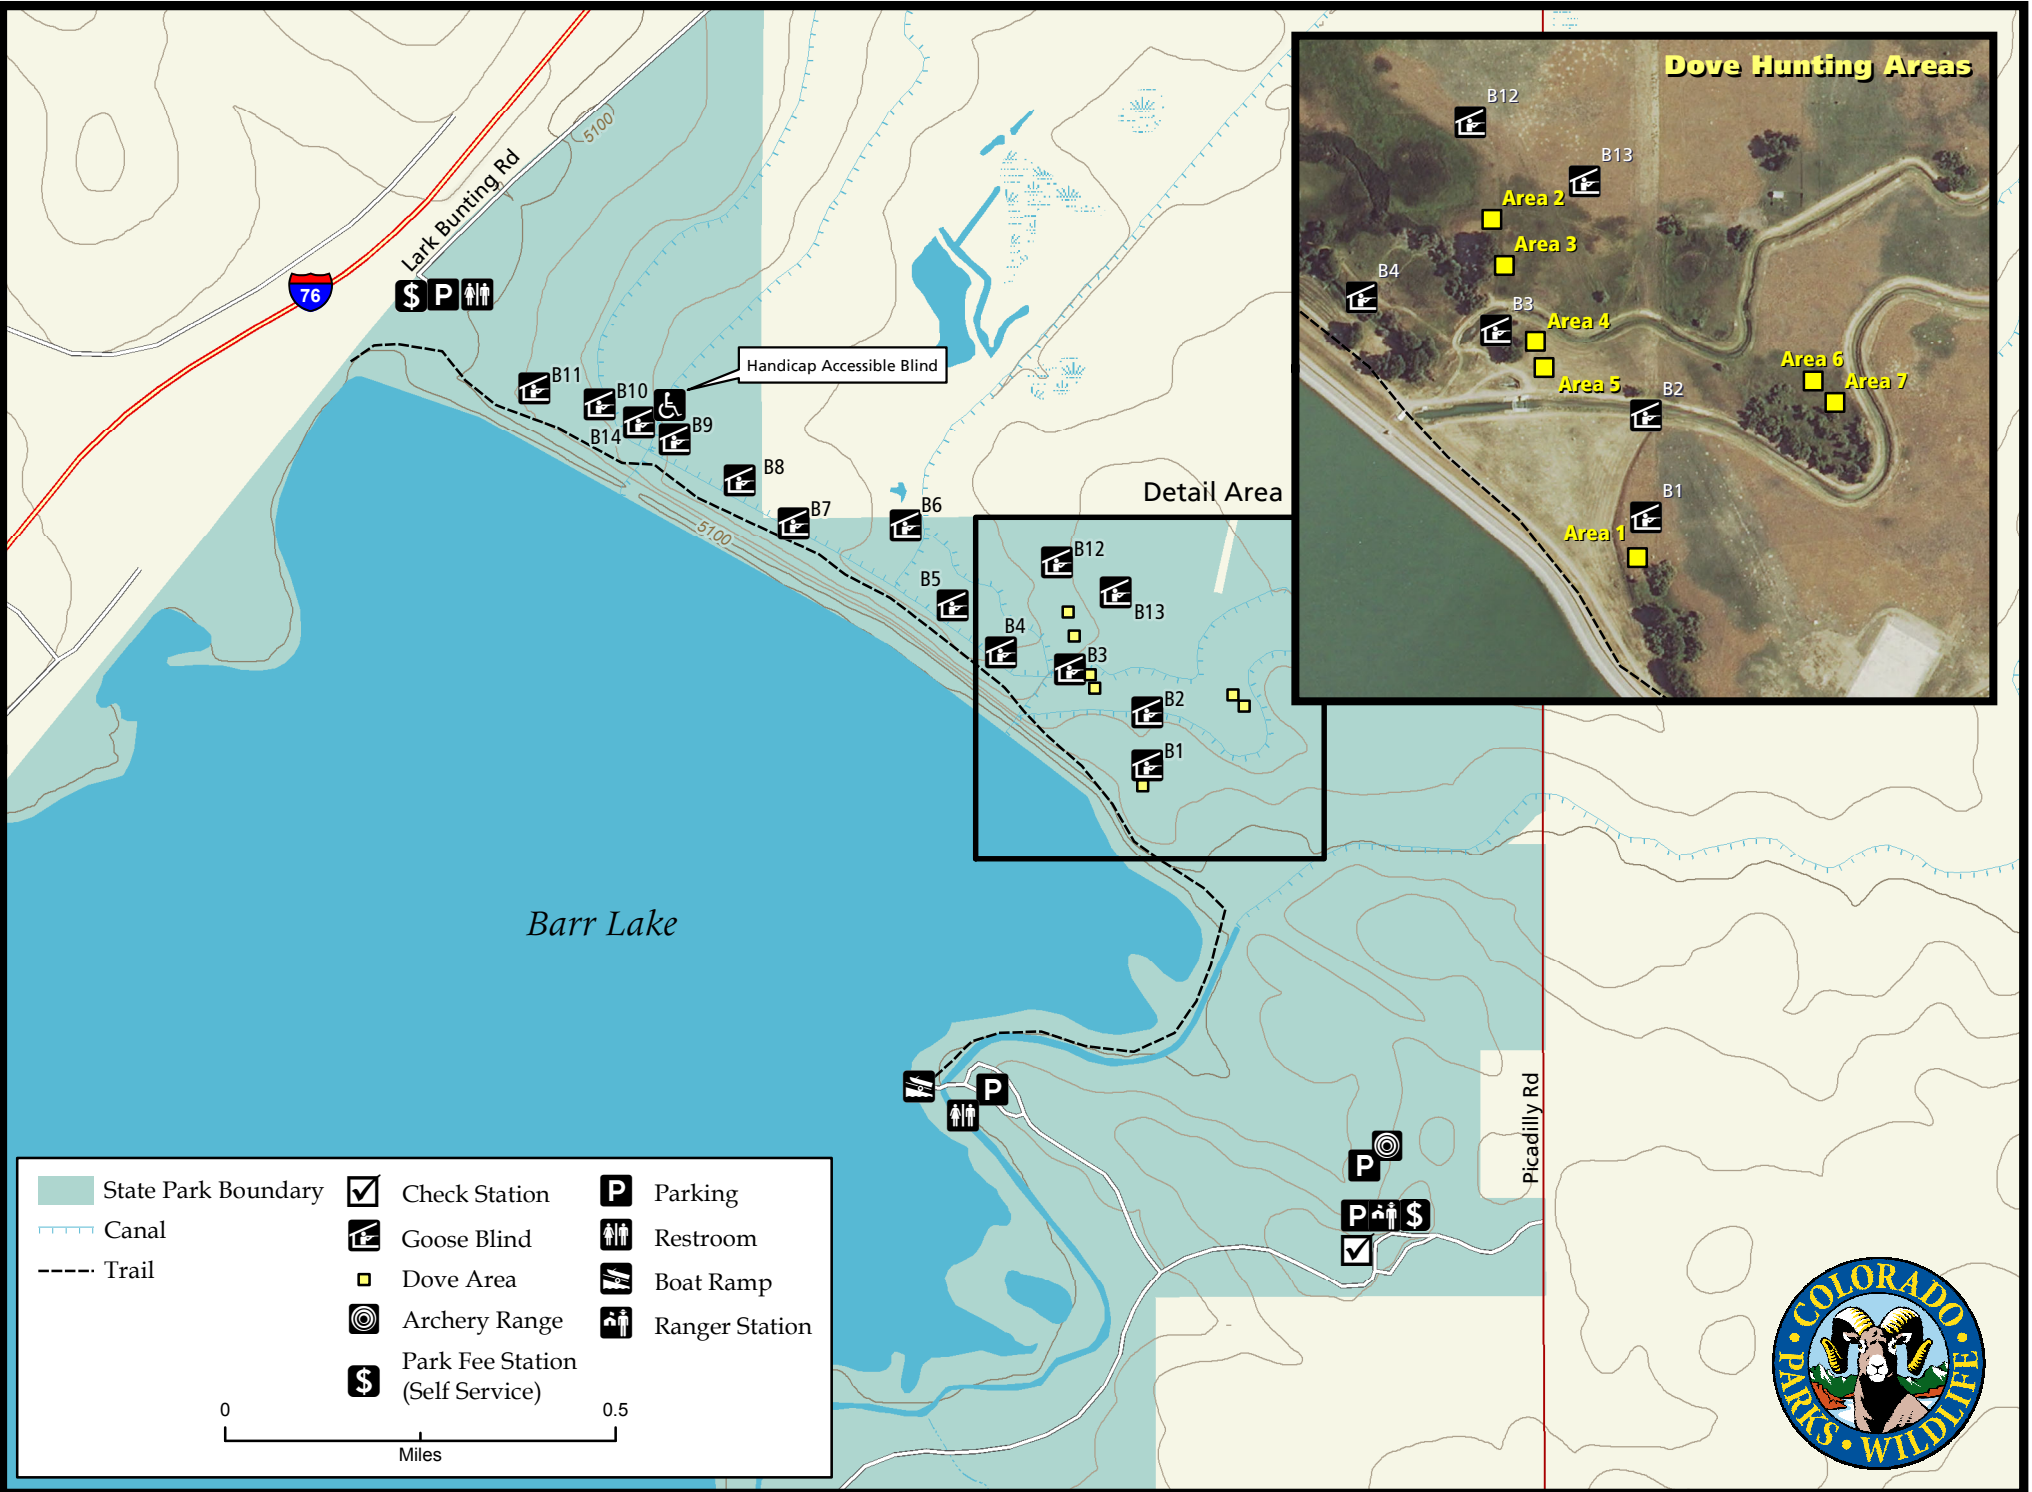 Dove Hunting Areas
B12
B13
Area 2
Area 3
B4
B3
Area 4
Area 5
Area 6
Area 7
B2
B1
Area 1
5100
Lark Bunting Rd
76
$ P
Handicap Accessible Blind
B11
B10
B14
B9
B8
B7
B6
5100
Detail Area
B12
B5
B13
B4
B3
B2
B1
Barr Lake
P
Picadilly Rd
P
P $
State Park Boundary
Canal
Trail
Check Station
Goose Blind
Dove Area
Archery Range
$ Park Fee Station
(Self Service)
P Parking
Restroom
Boat Ramp
Ranger Station
0 0.5
Miles
COLORADO
PARKS • WILDLIFE